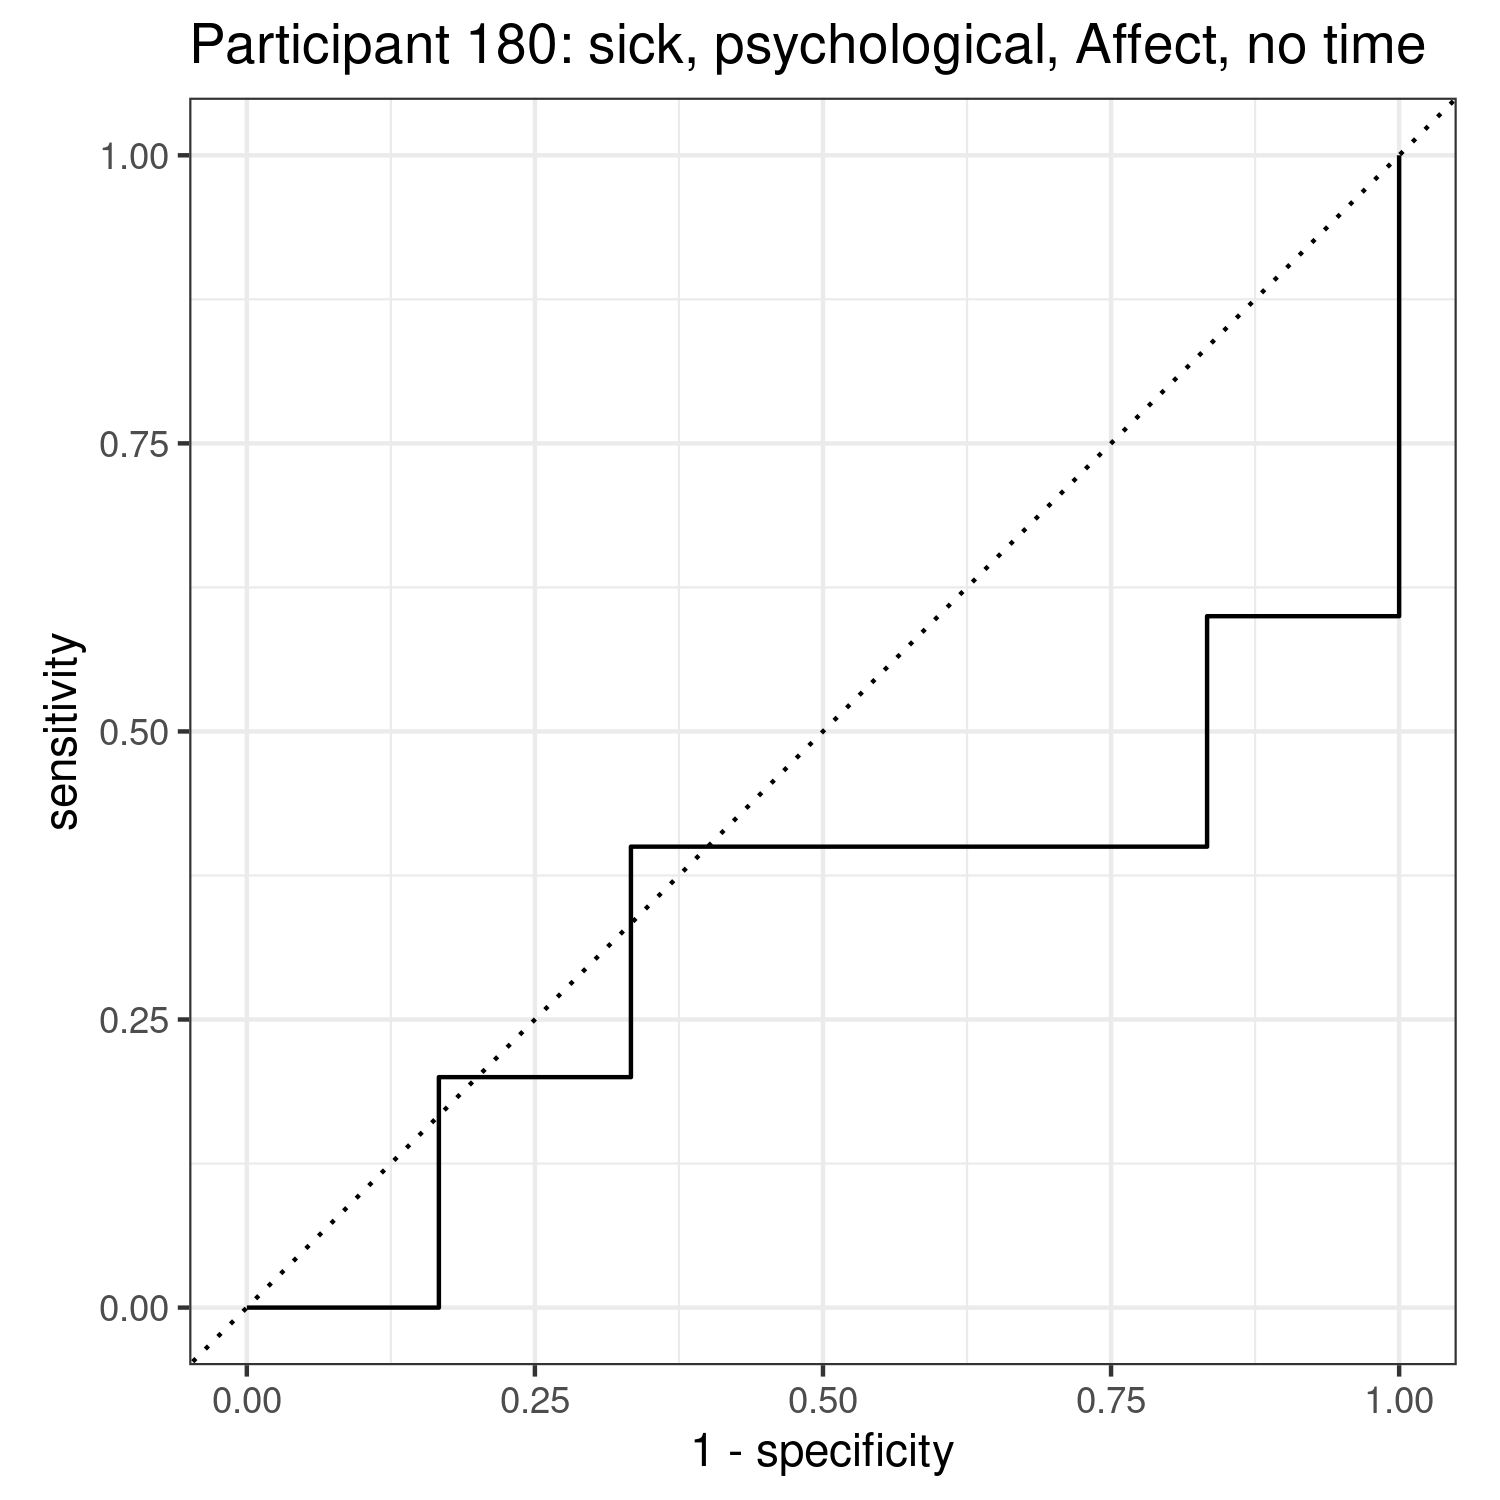 Participant 180: sick, psychological, Affect, no time
sensitivity
1.00
0.75
0.50
0.25
0.00
0.00 0.25 0.50 0.75 1.00
1 - specificity